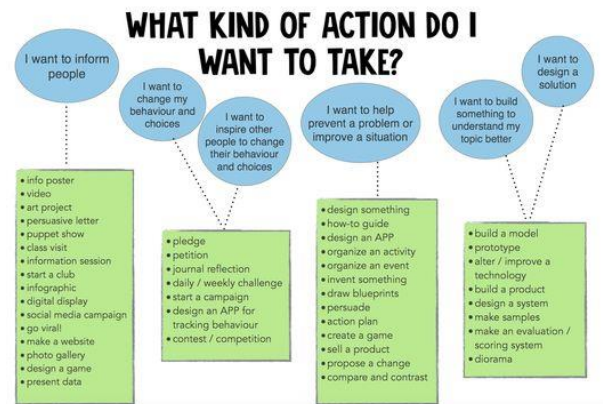 WHAT KIND OF ACTION DO I
WANT TO TAKE?
I want to inform
people
• info poster
• video
• art project
• persuasive letter
• puppet show
• class visit
• information session
• start a club
• infographic
• digital display
• social media campaign
• go viral!
• make a website
• photo gallery
• design a game
• present data
I want to
change my
behaviour and
choices
I want to
inspire other
people to change
their behaviour
and choices
• pledge
• petition
• journal reflection
• daily / weekly challenge
• start a campaign
• design an APP for
tracking behaviour
• contest / competition
I want to help
prevent a problem or
improve a situation
• design something
• how-to guide
• design an APP
• organize an activity
• organize an event
• invent something
• draw blueprints
• persuade
• action plan
• create a game
• sell a product
• propose a change
• compare and contrast
I want to build
something to
understand my
topic better
I want to
design a
solution
• build a model
• prototype
• alter / improve a
technology
• build a product
• design a system
• make samples
• make an evaluation /
scoring system
• diorama